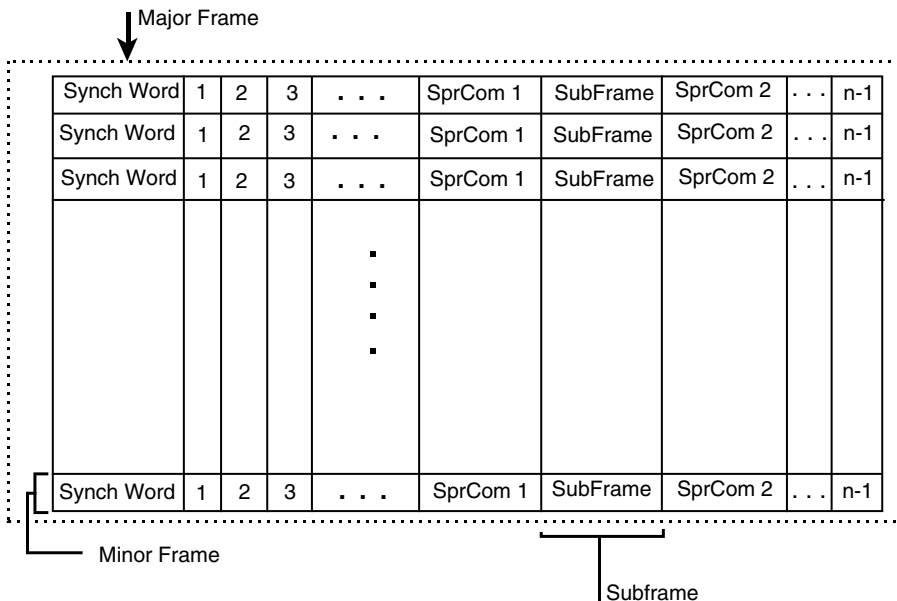 Major Frame
Synch Word 1 2 3 . . . SprCom 1 SubFrame SprCom 2 . . . n-1
Synch Word 1 2 3 . . . SprCom 1 SubFrame SprCom 2 . . . n-1
Synch Word 1 2 3 . . . SprCom 1 SubFrame SprCom 2 . . . n-1
Synch Word 1 2 3 . . . SprCom 1 SubFrame SprCom 2 . . . n-1
Minor Frame
Subframe